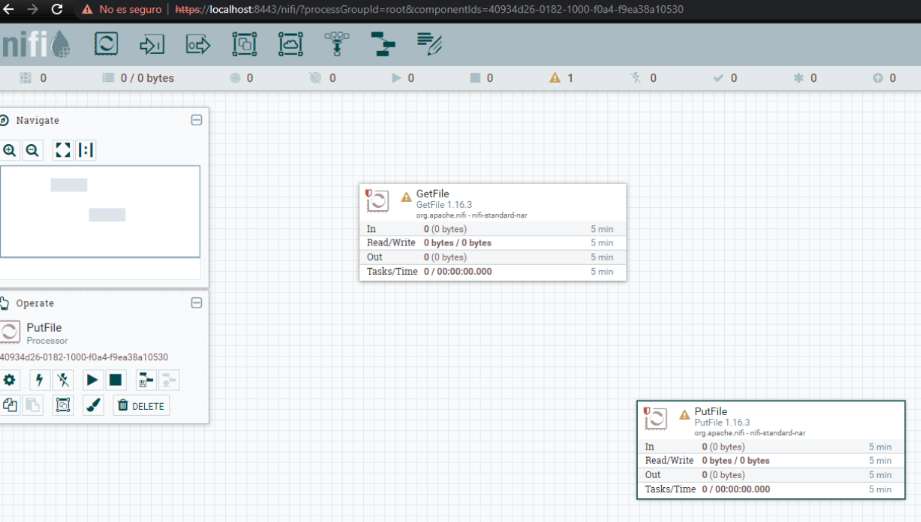 No es seguro | https://localhost:8443/nifi/?processGroupId=root&componentIds=40934d26-0182-1000-f0a4-f9ea38a10530
nifi
0 0 / 0 bytes 0 0 0 0 1 0 0 0 0
Navigate
GetFile
GetFile 1.16.3
org.apache.nifi - nifi-standard-nar
In 0 (0 bytes) 5 min
Read/Write 0 bytes / 0 bytes 5 min
Out 0 (0 bytes) 5 min
Tasks/Time 0 / 00:00:00.000 5 min
Operate
PutFile
Processor
40934d26-0182-1000-f0a4-f9ea38a10530
DELETE
PutFile
PutFile 1.16.3
org.apache.nifi - nifi-standard-nar
In 0 (0 bytes) 5 min
Read/Write 0 bytes / 0 bytes 5 min
Out 0 (0 bytes) 5 min
Tasks/Time 0 / 00:00:00.000 5 min